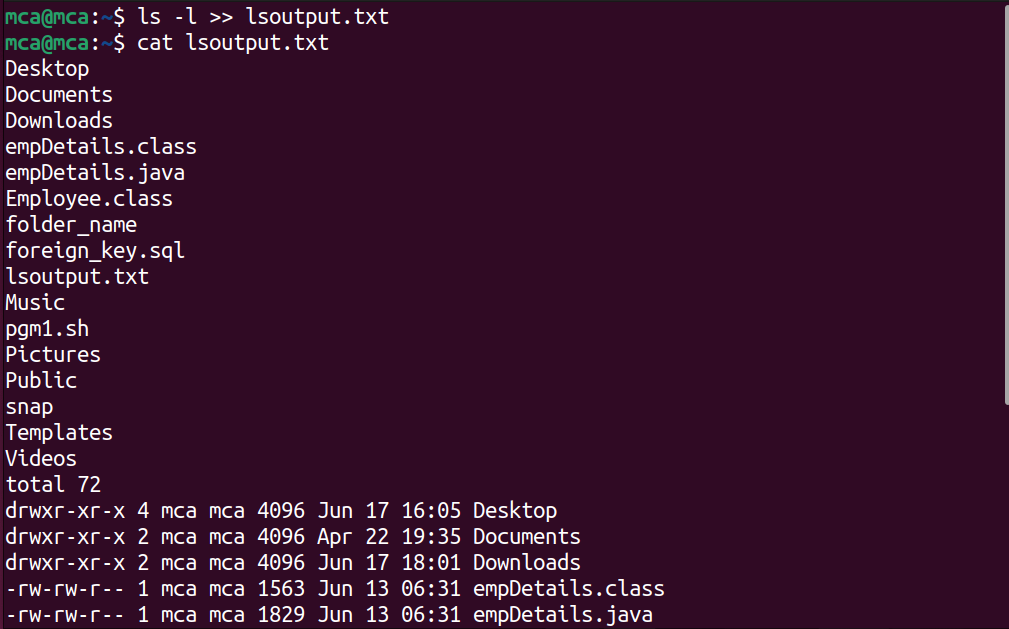 mca@mca:~$ ls -l >> lsoutput.txt
mca@mca:~$ cat lsoutput.txt
Desktop
Documents
Downloads
empDetails.class
empDetails.java
Employee.class
folder_name
foreign_key.sql
lsoutput.txt
Music
pgm1.sh
Pictures
Public
snap
Templates
Videos
total 72
drwxr-xr-x 4 mca mca 4096 Jun 17 16:05 Desktop
drwxr-xr-x 2 mca mca 4096 Apr 22 19:35 Documents
drwxr-xr-x 2 mca mca 4096 Jun 17 18:01 Downloads
-rw-rw-r-- 1 mca mca 1563 Jun 13 06:31 empDetails.class
-rw-rw-r-- 1 mca mca 1829 Jun 13 06:31 empDetails.java